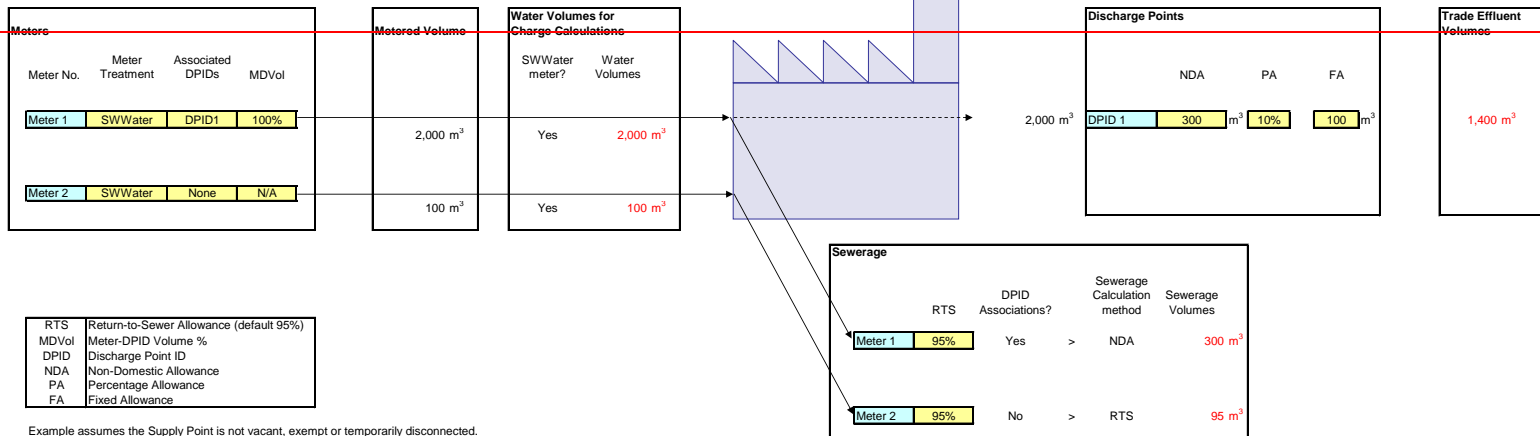 Meters
Meter No. Meter Treatment Associated DPIDs MDVol
Meter 1 SWWater DPID1 100%
Meter 2 SWWater None N/A
Metered Volume
2,000 m³
100 m³
Water Volumes for
Charge Calculations
SWWater meter? Water Volumes
Yes 2,000 m³
Yes 100 m³
2,000 m³
Discharge Points
NDA PA FA
DPID 1 300 m³ 10% 100 m³
Trade Effluent
Volumes
1,400 m³
Sewerage
RTS DPID Associations? Sewerage Calculation method Sewerage Volumes
Meter 1 95% Yes > NDA 300 m³
Meter 2 95% No > RTS 95 m³
RTS Return-to-Sewer Allowance (default 95%)
MDVol Meter-DPID Volume %
DPID Discharge Point ID
NDA Non-Domestic Allowance
PA Percentage Allowance
FA Fixed Allowance
Example assumes the Supply Point is not vacant, exempt or temporarily disconnected.